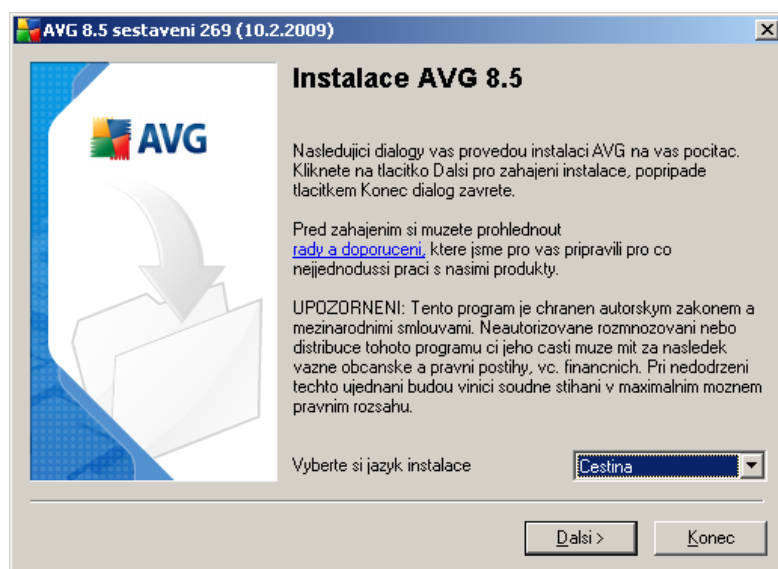 AVG 8.5 sestaveni 269 (10.2.2009)
AVG
Instalace AVG 8.5
Nasledujici dialogy vas provedou instalaci AVG na vas pocitac.
Kliknete na tlacitko Dalsi pro zahajeni instalace, popripade
tlacitkem Konec dialog zavrete.
Pred zahajenim si muzete prohlednout
rady a doporuceni, ktere jsme pro vas pripravili pro co
nejjednodussi praci s nasimi produkty.
UPOZORNENI: Tento program je chranen autorskym zakonem a
mezinarodnimi smlouvami. Neautorizovane rozmnozovani nebo
distribuce tohoto programu ci jeho casti muze mit za nasledek
vazne obcanske a pravni postihy, vc. financnich. Pri nedodrzeni
techto ujednani budou vinici soudne stihani v maximalnim moznem
pravnim rozsahu.
Vyberte si jazyk instalace Cestina
Dalsi > Konec